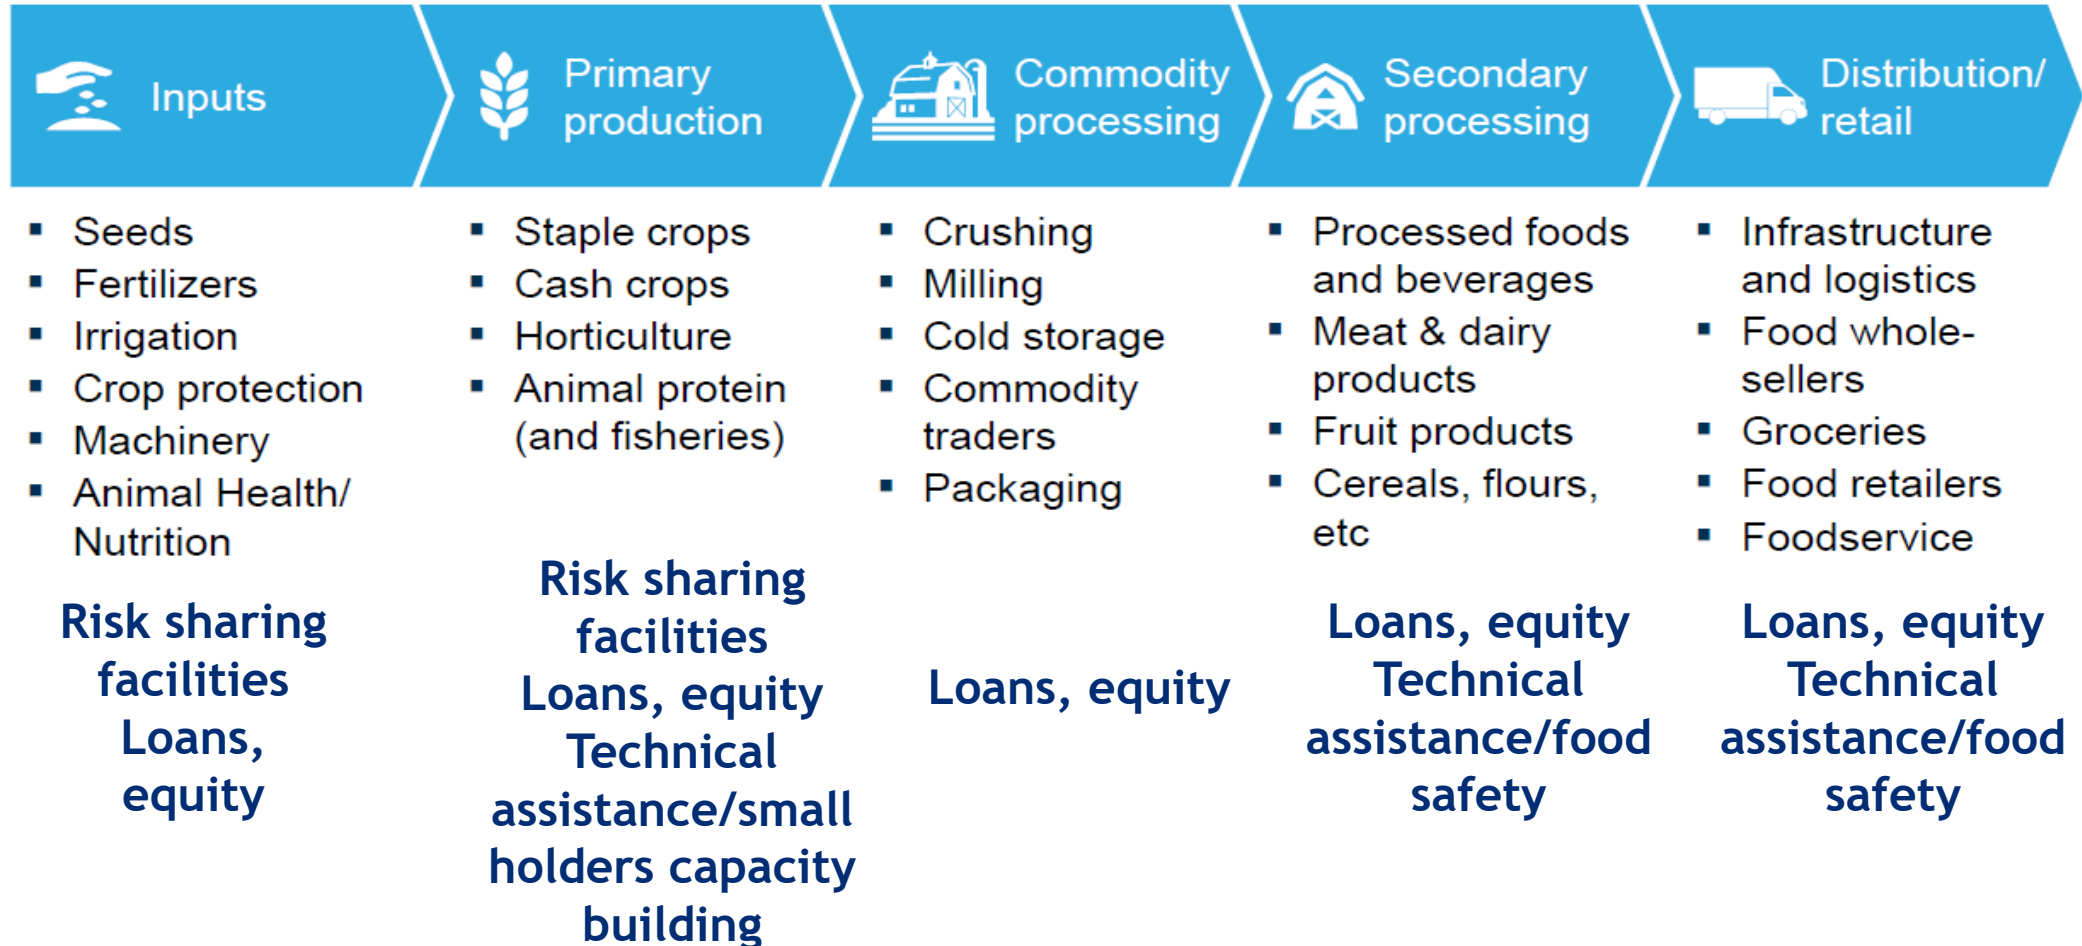 Inputs
Primary
production
Commodity
processing
Secondary
processing
Distribution/
retail
▪ Seeds
▪ Fertilizers
▪ Irrigation
▪ Crop protection
▪ Machinery
▪ Animal Health/
Nutrition
Risk sharing
facilities
Loans,
equity
▪ Staple crops
▪ Cash crops
▪ Horticulture
▪ Animal protein
(and fisheries)
Risk sharing
facilities
Loans, equity
Technical
assistance/small
holders capacity
building
▪ Crushing
▪ Milling
▪ Cold storage
▪ Commodity
traders
▪ Packaging
Loans, equity
▪ Processed foods
and beverages
▪ Meat & dairy
products
▪ Fruit products
▪ Cereals, flours,
etc
Loans, equity
Technical
assistance/food
safety
▪ Infrastructure
and logistics
▪ Food whole-
sellers
▪ Groceries
▪ Food retailers
▪ Foodservice
Loans, equity
Technical
assistance/food
safety